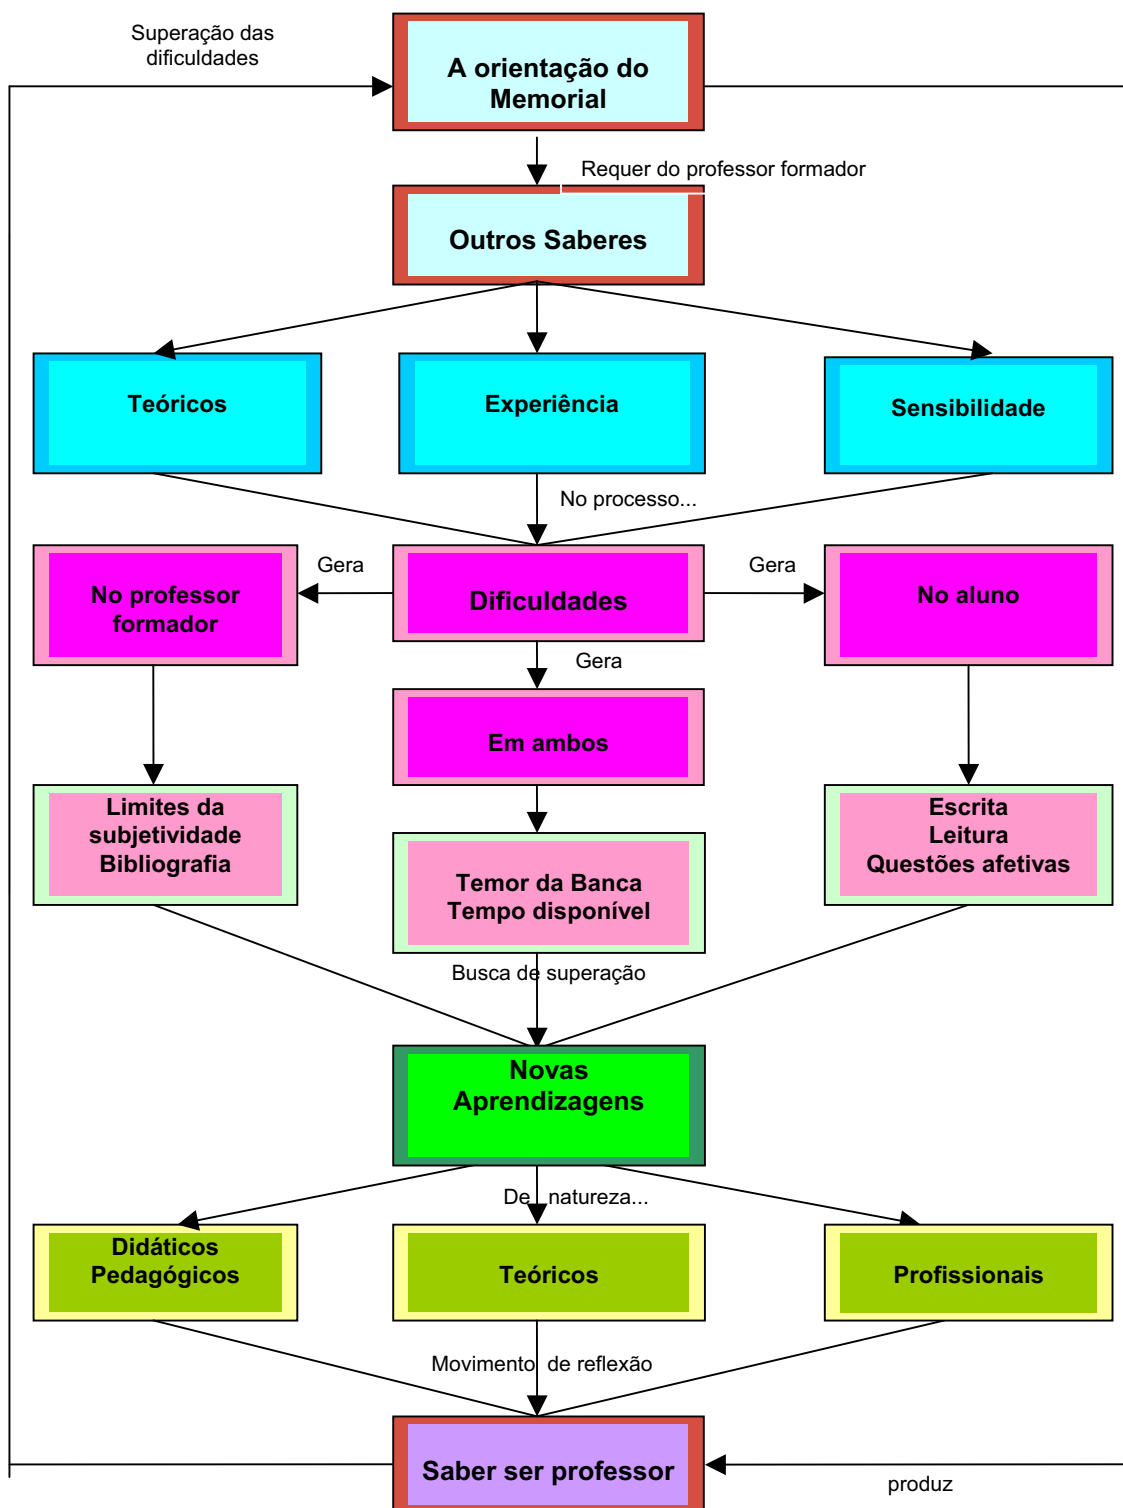 Superação das
dificuldades
A orientação do
Memorial
Requer do professor formador
Outros Saberes
Teóricos
Experiência
Sensibilidade
No processo...
Gera
Gera
No professor
formador
Dificuldades
No aluno
Gera
Em ambos
Limites da
subjetividade
Bibliografia
Escrita
Leitura
Questões afetivas
Temor da Banca
Tempo disponível
Busca de superação
Novas
Aprendizagens
De natureza...
Didáticos
Pedagógicos
Teóricos
Profissionais
Movimento de reflexão
Saber ser professor
produz